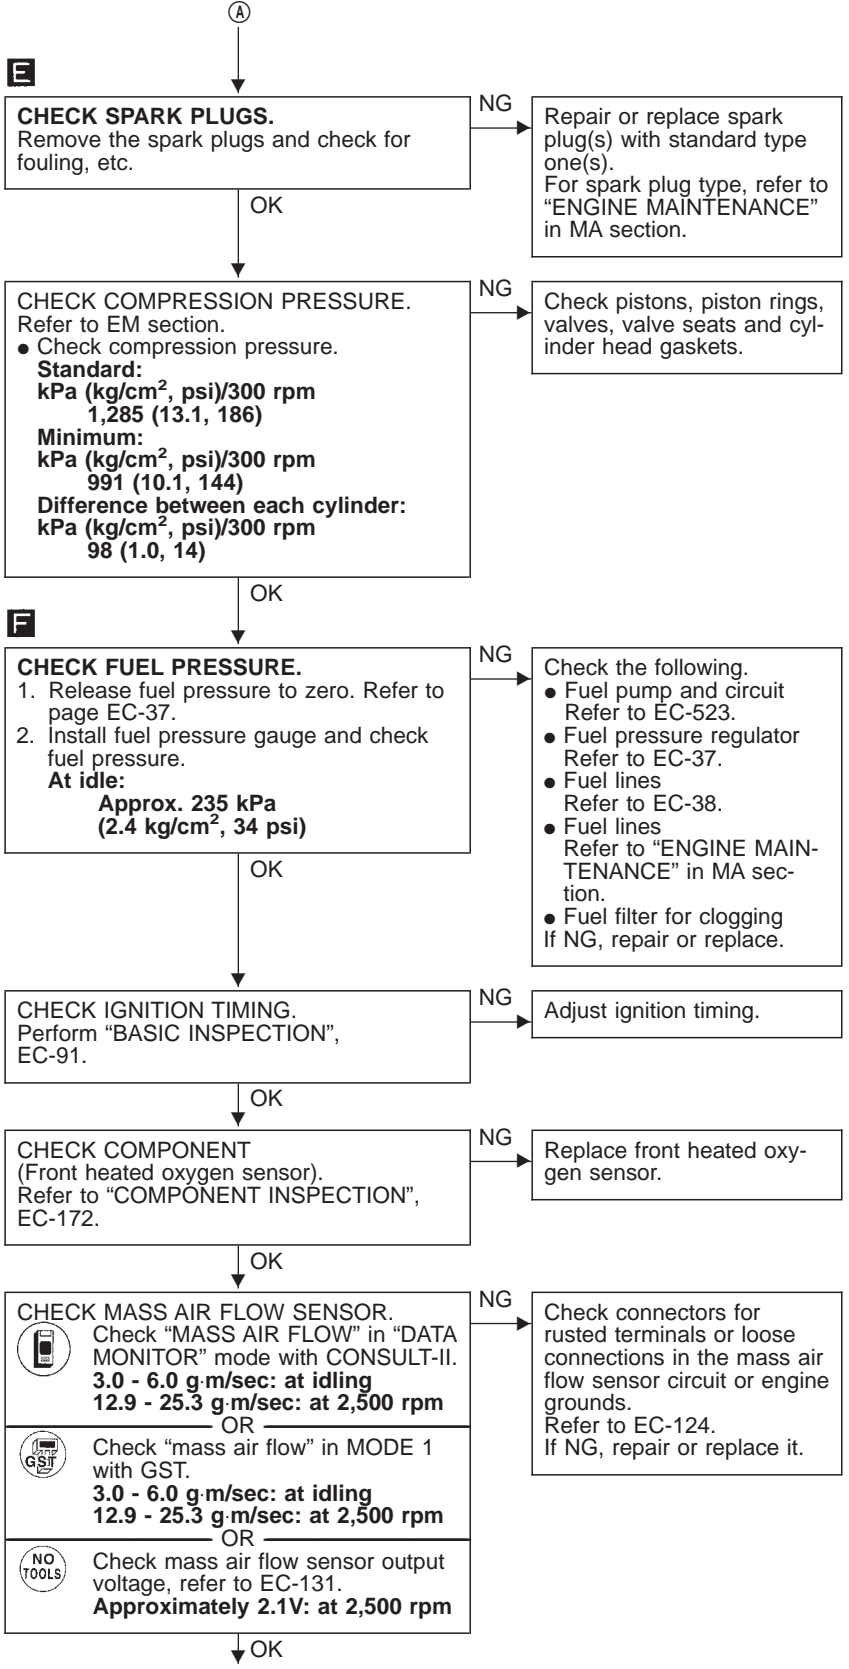 A
E
CHECK SPARK PLUGS.
Remove the spark plugs and check for
fouling, etc.
NG
Repair or replace spark
plug(s) with standard type
one(s).
For spark plug type, refer to
“ENGINE MAINTENANCE”
in MA section.
OK
CHECK COMPRESSION PRESSURE.
Refer to EM section.
● Check compression pressure.
Standard:
kPa (kg/cm², psi)/300 rpm
1,285 (13.1, 186)
Minimum:
kPa (kg/cm², psi)/300 rpm
991 (10.1, 144)
Difference between each cylinder:
kPa (kg/cm², psi)/300 rpm
98 (1.0, 14)
NG
Check pistons, piston rings,
valves, valve seats and cyl-
inder head gaskets.
OK
F
CHECK FUEL PRESSURE.
1. Release fuel pressure to zero. Refer to
page EC-37.
2. Install fuel pressure gauge and check
fuel pressure.
At idle:
Approx. 235 kPa
(2.4 kg/cm², 34 psi)
NG
Check the following.
● Fuel pump and circuit
Refer to EC-523.
● Fuel pressure regulator
Refer to EC-37.
● Fuel lines
Refer to EC-38.
● Fuel lines
Refer to “ENGINE MAIN-
TENANCE” in MA sec-
tion.
● Fuel filter for clogging
If NG, repair or replace.
OK
CHECK IGNITION TIMING.
Perform “BASIC INSPECTION”,
EC-91.
NG
Adjust ignition timing.
OK
CHECK COMPONENT
(Front heated oxygen sensor).
Refer to “COMPONENT INSPECTION”,
EC-172.
NG
Replace front heated oxy-
gen sensor.
OK
CHECK MASS AIR FLOW SENSOR.
Check “MASS AIR FLOW” in “DATA
MONITOR” mode with CONSULT-II.
3.0 - 6.0 g·m/sec: at idling
12.9 - 25.3 g·m/sec: at 2,500 rpm
OR
GST
Check “mass air flow” in MODE 1
with GST.
3.0 - 6.0 g·m/sec: at idling
12.9 - 25.3 g·m/sec: at 2,500 rpm
OR
NO
TOOLS
Check mass air flow sensor output
voltage, refer to EC-131.
Approximately 2.1V: at 2,500 rpm
NG
Check connectors for
rusted terminals or loose
connections in the mass air
flow sensor circuit or engine
grounds.
Refer to EC-124.
If NG, repair or replace it.
OK